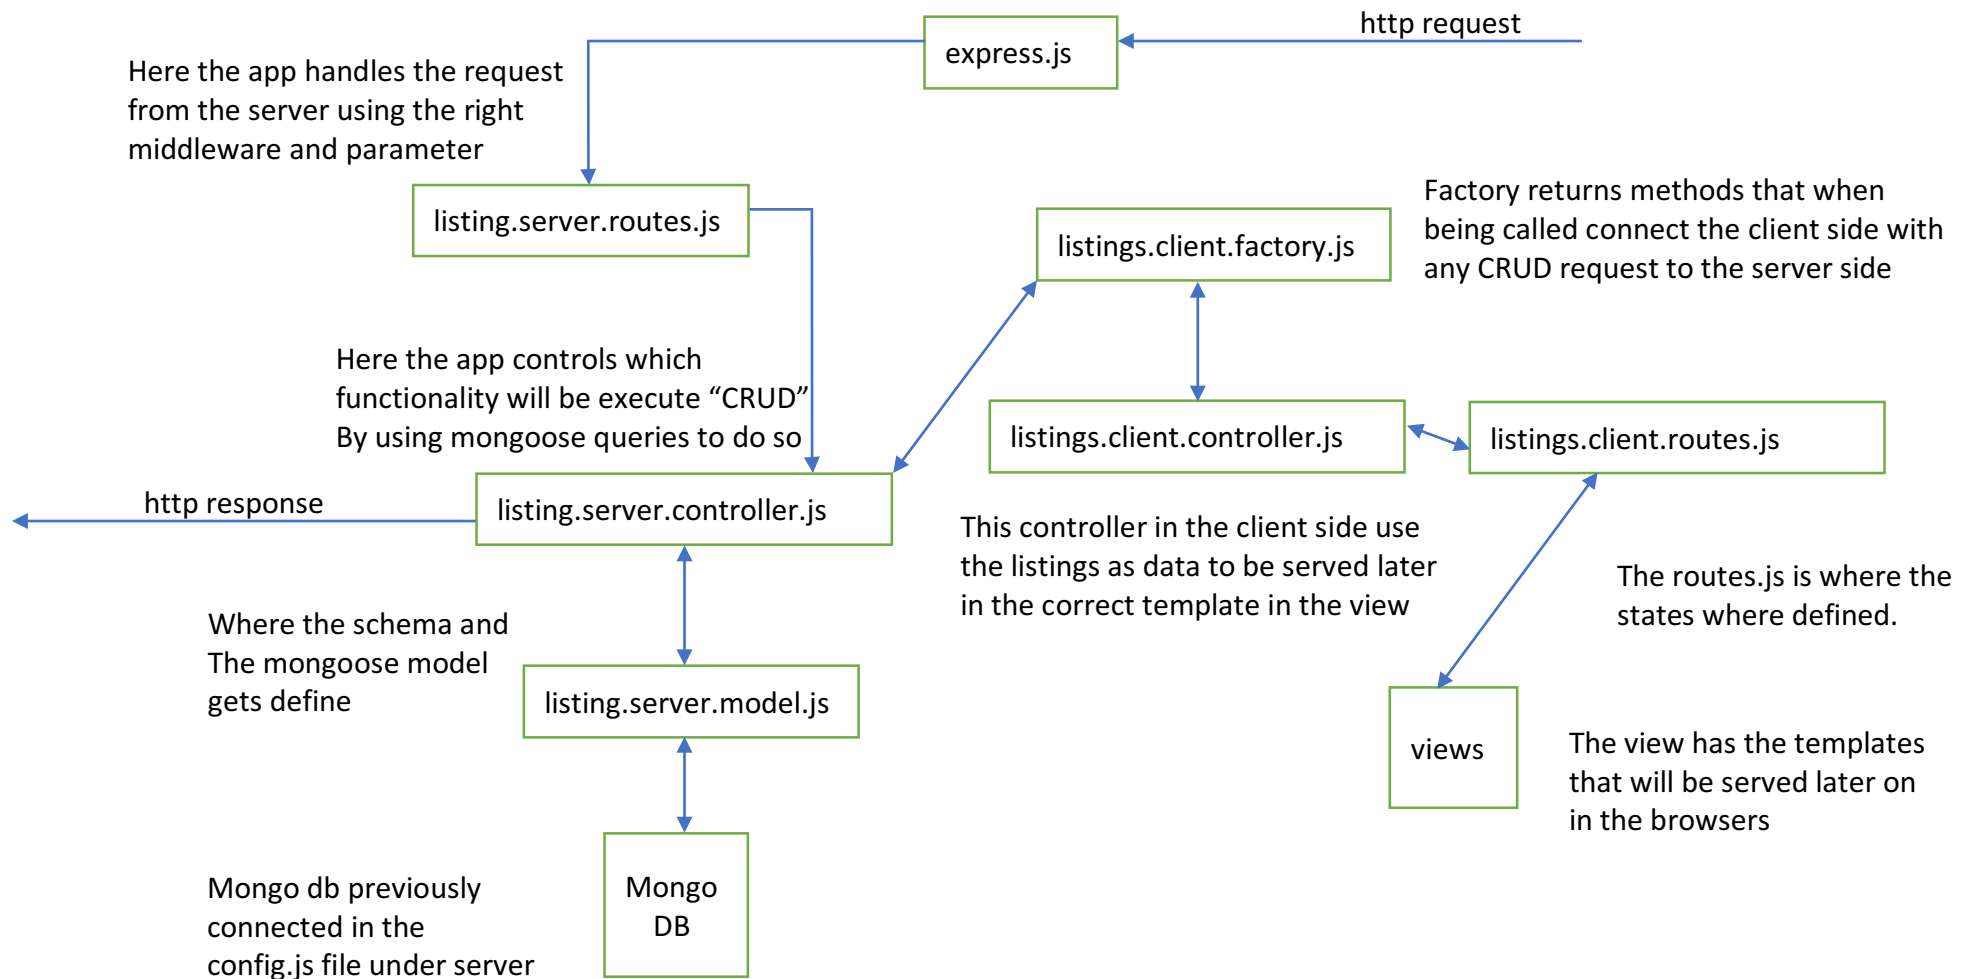 http request
express.js
Here the app handles the request
from the server using the right
middleware and parameter
listing.server.routes.js
listings.client.factory.js
Factory returns methods that when
being called connect the client side with
any CRUD request to the server side
Here the app controls which
functionality will be execute “CRUD”
By using mongoose queries to do so
listings.client.controller.js
listings.client.routes.js
http response
listing.server.controller.js
This controller in the client side use
the listings as data to be served later
in the correct template in the view
The routes.js is where the
states where defined.
Where the schema and
The mongoose model
gets define
listing.server.model.js
views
The view has the templates
that will be served later on
in the browsers
Mongo db previously
connected in the
config.js file under server
Mongo
DB